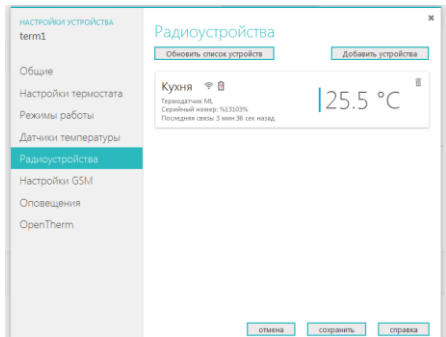 НАСТРОЙКИ УСТРОЙСТВА
term1
Общие
Настройки термостата
Режимы работы
Датчики температуры
Радиоустройства
Настройки GSM
Оповещения
OpenTherm
Радиоустройства
Обновить список устройств
Добавить устройства
Кухня
Термодатчик ML
Серийный номер: %13103%
Последняя связь: 3 мин 36 сек назад
25.5 °C
отмена
сохранить
справка